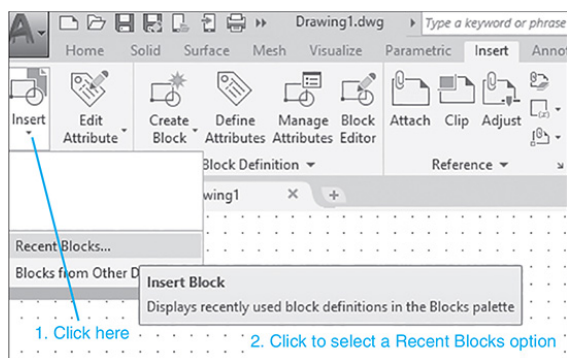 Drawing1.dwg
Type a keyword or phrase
Home Solid Surface Mesh Visualize Parametric Insert Annot
Insert
Edit Attribute
Create Block
Define Attributes
Manage Attributes
Block Editor
Attach
Clip
Adjust
Block Definition
Reference
wing1
Recent Blocks...
Blocks from Other D
Insert Block
Displays recently used block definitions in the Blocks palette
1. Click here
2. Click to select a Recent Blocks option